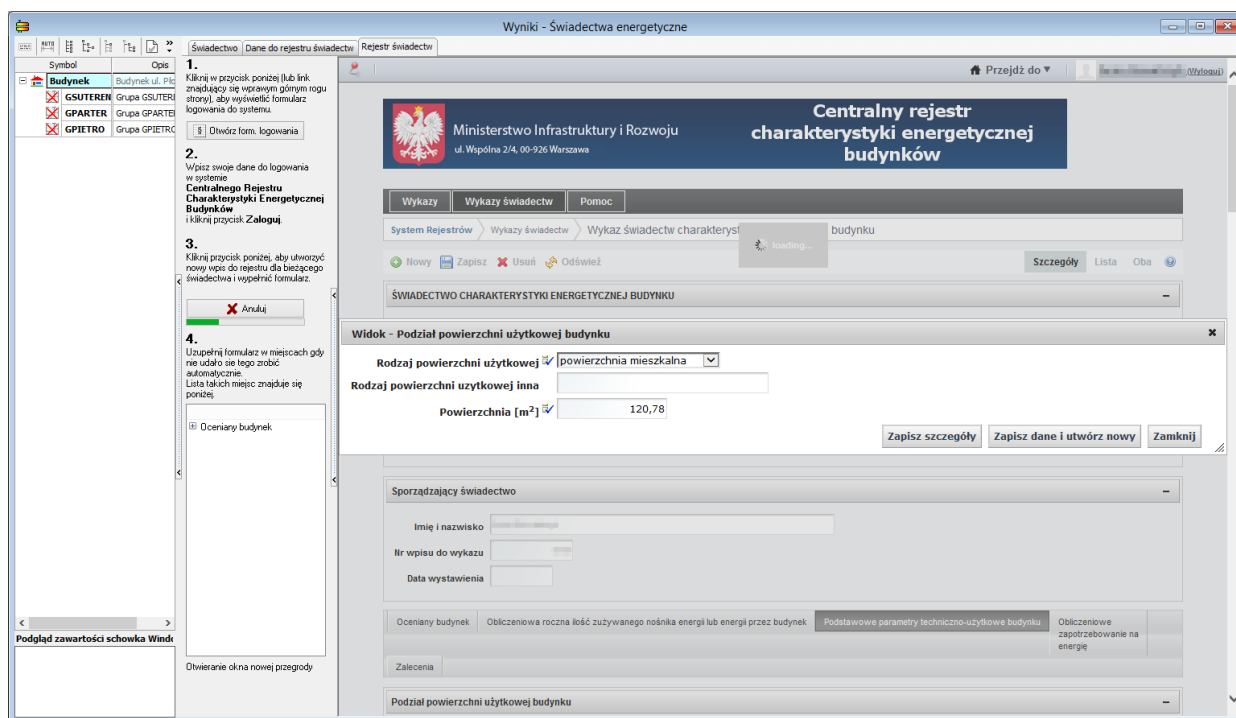 Wyniki - Świadectwa energetyczne
AUTO
Świadectwo Dane do rejestru świadectw Rejestr świadectw
Symbol Opis
Budynek Budynek ul. Pło
GSUTEREN Grupa GSUTERE
GPARTER Grupa GPARTER
GPIETRO Grupa GPIETRO
Podgląd zawartości schowka Windo
1.
Kliknij w przycisk poniżej (lub link
znajdujący się wprawym górnym rogu
strony), aby wyświetlić formularz
logowania do systemu.
§ Otwórz form. logowania
2.
Wpisz swoje dane do logowania
w systemie
Centralnego Rejestru
Charakterystyki Energetycznej
Budynków
i kliknij przycisk Zaloguj.
3.
Kliknij przycisk poniżej, aby utworzyć
nowy wpis do rejestru dla bieżącego
świadectwa i wypełnić formularz.
Anuluj
4.
Uzupełnij formularz w miejscach gdy
nie udało sie tego zrobić
automatycznie.
Lista takich miejsc znajduje się
poniżej.
Oceniany budynek
Otwieranie okna nowej przegrody
Przejdź do (Wyloguj)
Ministerstwo Infrastruktury i Rozwoju
ul. Wspólna 2/4, 00-926 Warszawa
Centralny rejestr
charakterystyki energetycznej
budynków
Wykazy Wykazy świadectw Pomoc
System Rejestrów Wykazy świadectw Wykaz świadectw charakteryst budynku
loading...
Nowy Zapisz Usuń Odśwież Szczegóły Lista Oba
ŚWIADECTWO CHARAKTERYSTYKI ENERGETYCZNEJ BUDYNKU
Widok - Podział powierzchni użytkowej budynku
Rodzaj powierzchni użytkowej powierzchnia mieszkalna
Rodzaj powierzchni uzytkowej inna
Powierzchnia [m²] 120,78
Zapisz szczegóły Zapisz dane i utwórz nowy Zamknij
Sporządzający świadectwo
Imię i nazwisko
Nr wpisu do wykazu
Data wystawienia
Oceniany budynek Obliczeniowa roczna ilość zużywanego nośnika energii lub energii przez budynek Podstawowe parametry techniczno-użytkowe budynku Obliczeniowe
zapotrzebowanie na
energię
Zalecenia
Podział powierzchni użytkowej budynku